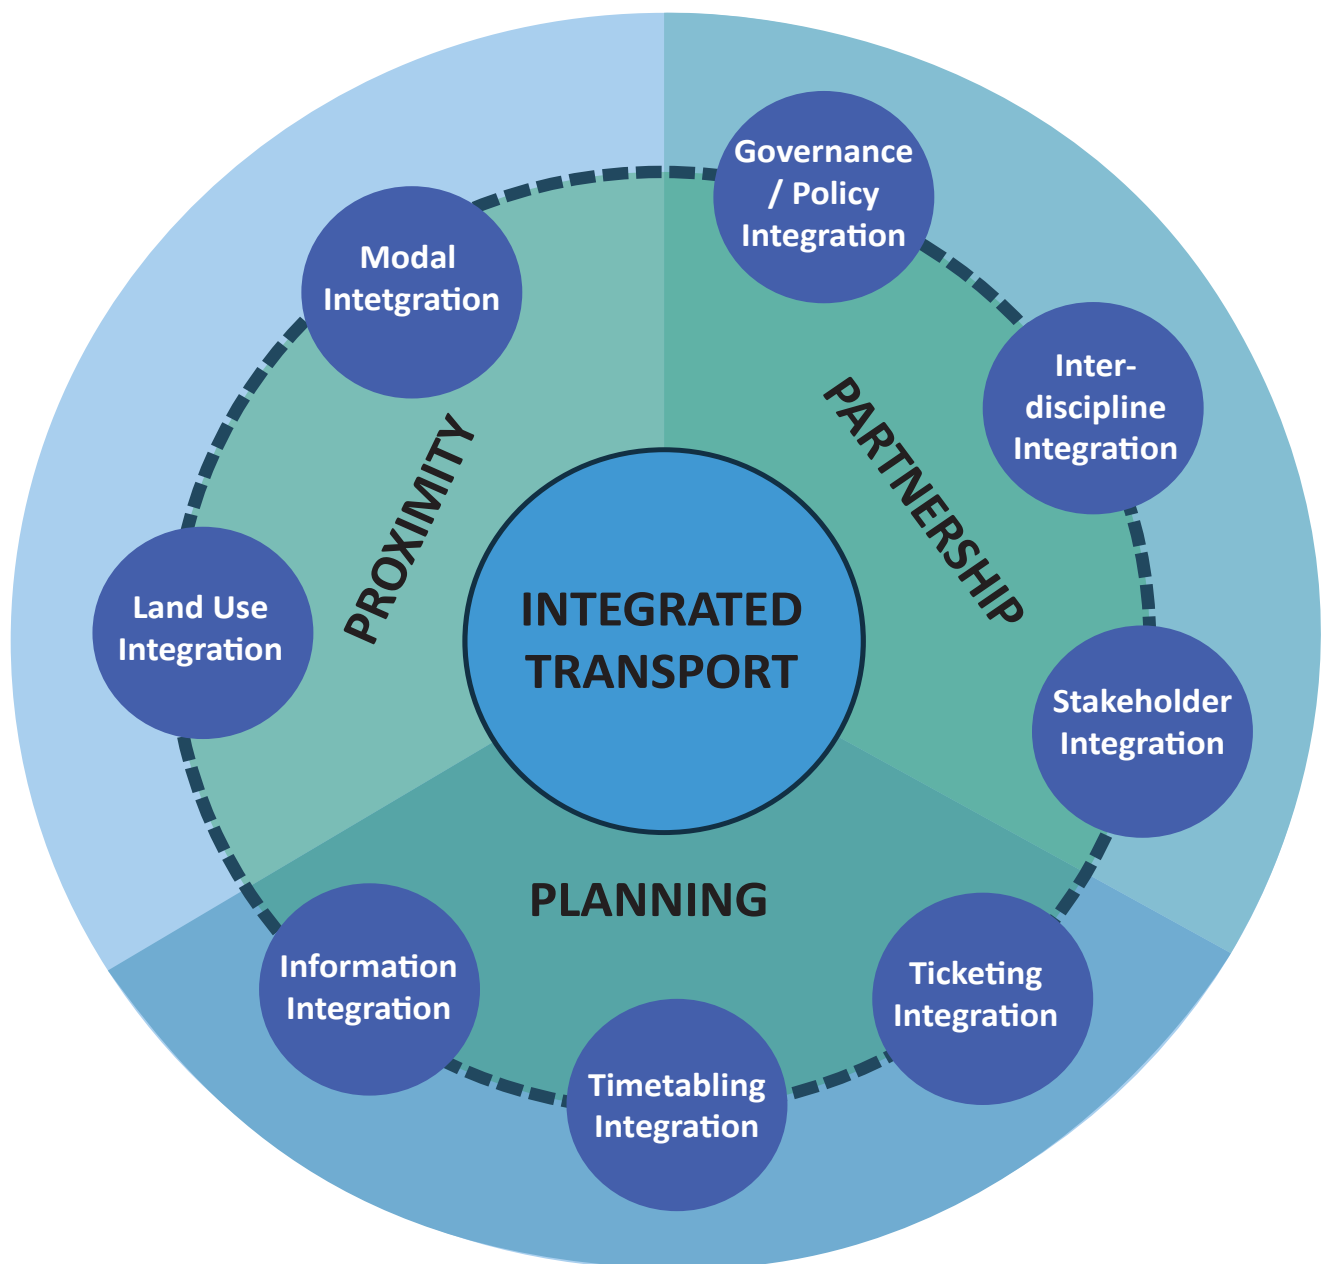 Governance
/ Policy
Integration
Modal
Intetgration
Inter-
discipline
Integration
PROXIMITY
PARTNERSHIP
Land Use
Integration
INTEGRATED
TRANSPORT
Stakeholder
Integration
PLANNING
Information
Integration
Ticketing
Integration
Timetabling
Integration